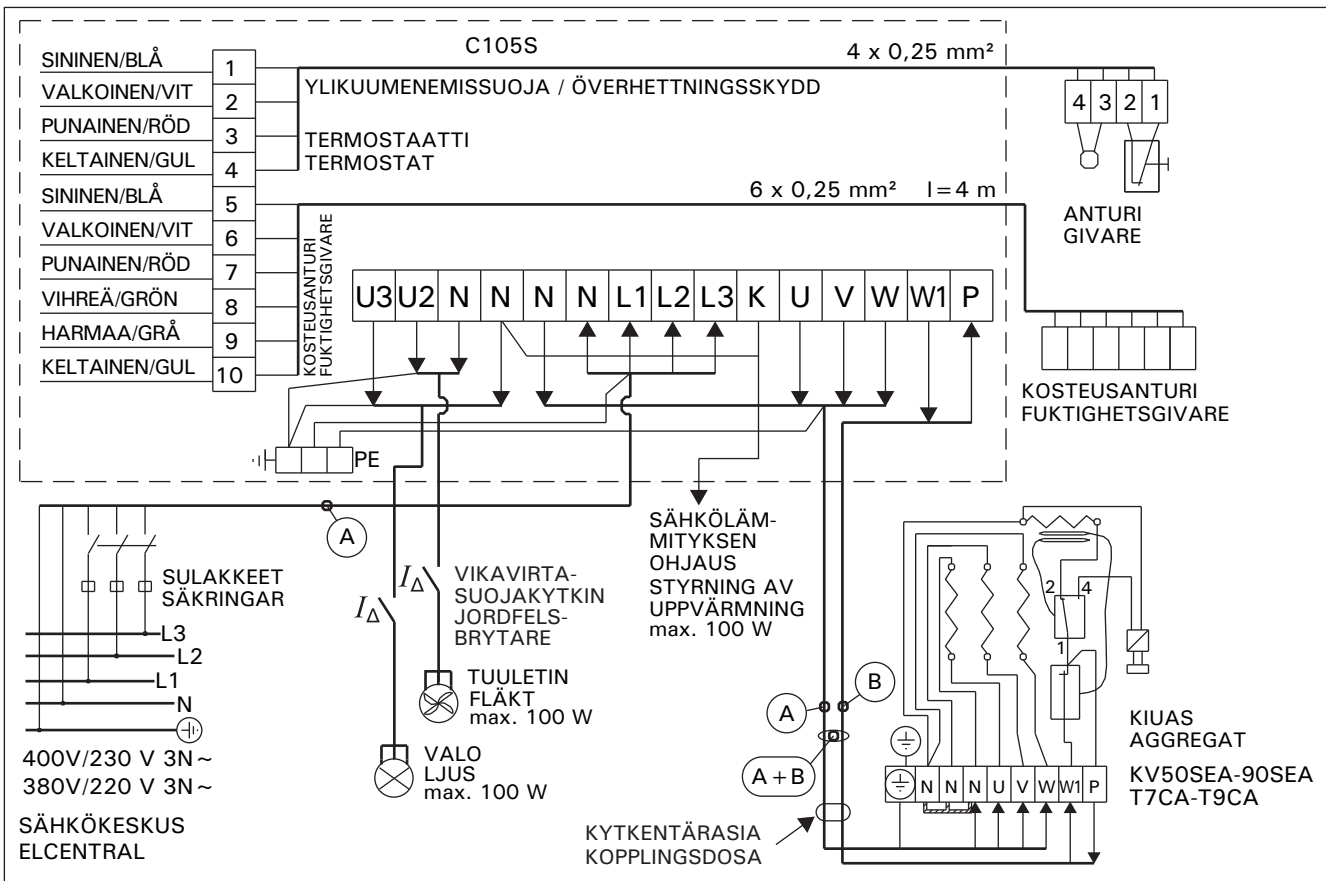 C105S
4 x 0,25 mm²
SININEN/BLÅ 1
VALKOINEN/VIT 2
PUNAINEN/RÖD 3
KELTAINEN/GUL 4
SININEN/BLÅ 5
VALKOINEN/VIT 6
PUNAINEN/RÖD 7
VIHREÄ/GRÖN 8
HARMAA/GRÅ 9
KELTAINEN/GUL 10
YLIKUUMENEMISSUOJA / ÖVERHETTNINGSSKYDD
TERMOSTAATTI
TERMOSTAT
4 3 2 1
ANTURI
GIVARE
6 x 0,25 mm² l=4 m
KOSTEUSANTURI
FUKTIGHETSGIVARE
U3 U2 N N N N L1 L2 L3 K U V W W1 P
KOSTEUSANTURI
FUKTIGHETSGIVARE
PE
A
SULAKKEET
SÄKRINGAR
L3
L2
L1
N
400V/230 V 3N~
380V/220 V 3N~
SÄHKÖKESKUS
ELCENTRAL
I∆
I∆
VIKAVIRTA-
SUOJAKYTKIN
JORDFELS-
BRYTARE
TUULETIN
FLÄKT
max. 100 W
VALO
LJUS
max. 100 W
SÄHKÖLÄM-
MITYKSEN
OHJAUS
STYRNING AV
UPPVÄRMNING
max. 100 W
A
B
A+B
KYTKENTÄRASIA
KOPPLINGSDOSA
2 4
1
N N N U V W W1 P
KIUAS
AGGREGAT
KV50SEA-90SEA
T7CA-T9CA